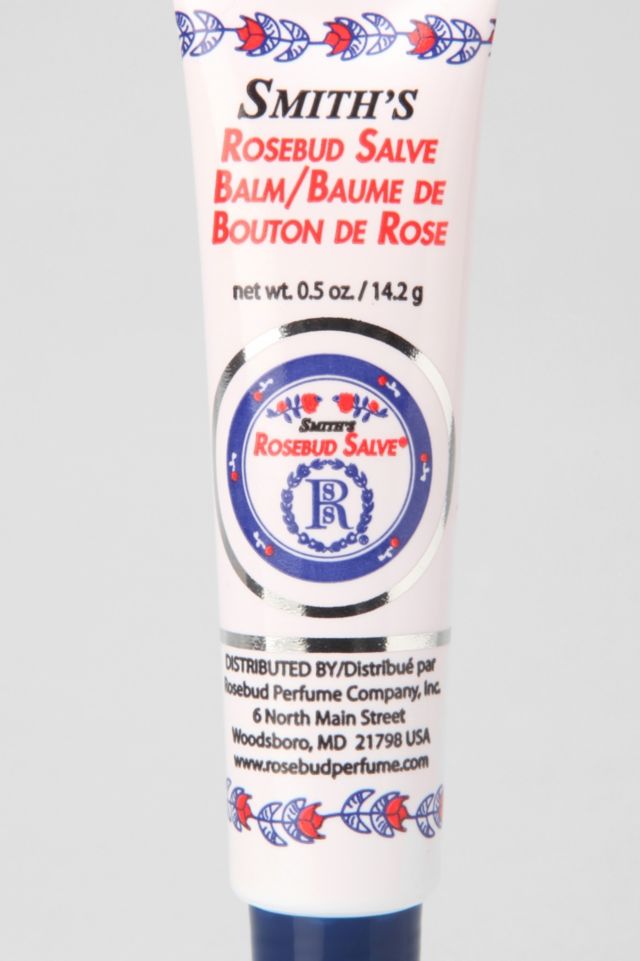 SMITH'S
ROSEBUD SALVE
BALM/BAUME DE
BOUTON DE ROSE
net wt. 0.5 oz. / 14.2 g
SMITH'S
ROSEBUD SALVE®
RSS
®
DISTRIBUTED BY/Distribué par
Rosebud Perfume Company, Inc.
6 North Main Street
Woodsboro, MD 21798 USA
www.rosebudperfume.com